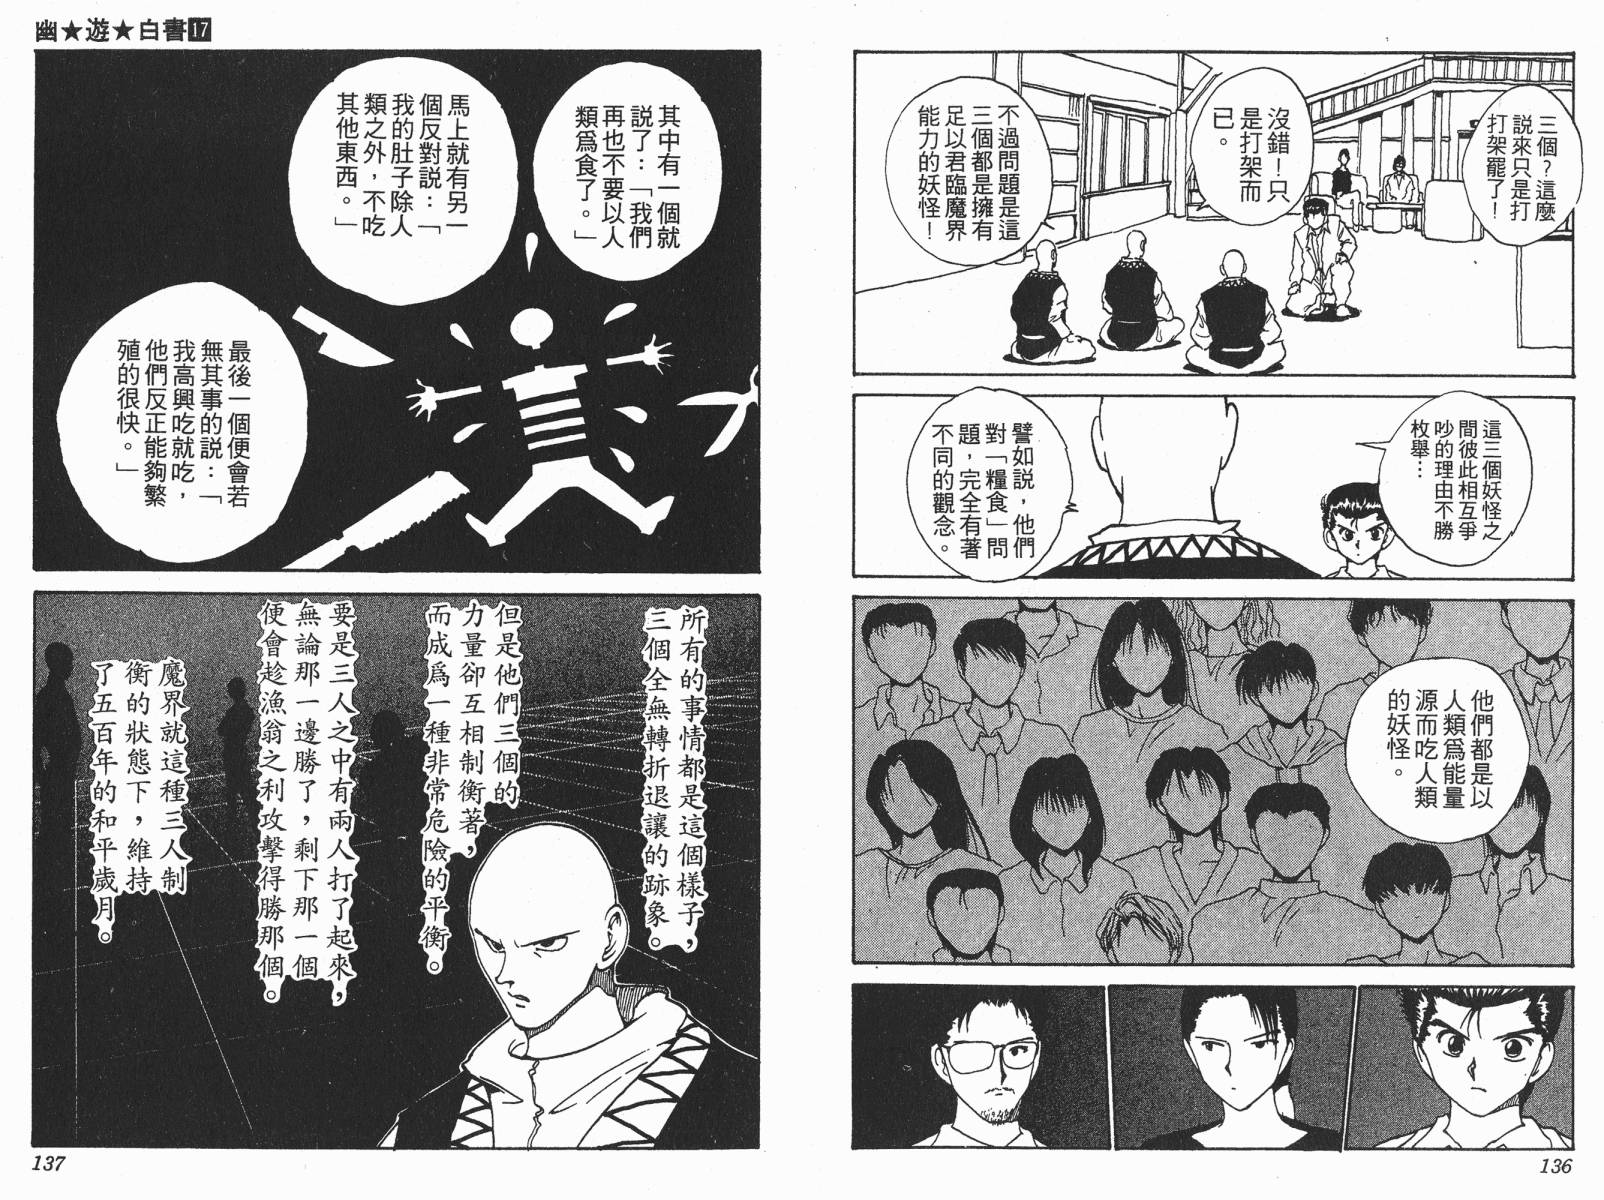 三個？這麼
説來只是打
打架罷了！
沒錯！只
是打架而
已。
不過問題是這
三個都是擁有
足以君臨魔界
能力的妖怪！
這三個妖怪之
間彼此相互爭
吵的理由不勝
枚舉…
譬如説，他們
對「糧食」問
題，完全有著
不同的觀念。
他們都是以
人類爲能量
源而吃人類
的妖怪。
136
幽★遊★白書17
其中有一個就
説了：「我們
再也不要以人
類爲食了。」
馬上就有另一
個反對説：「
我的肚子除人
類之外，不吃
其他東西。」
最後一個便會若
無其事的説：「
我高興吃就吃，
他們反正能夠繁
殖的很快。」
所有的事情都是這個樣子，
三個全無轉折退讓的跡象。
但是他們三個的
力量卻互相制衡著，
而成爲一種非常危險的平衡。
要是三人之中有兩人打了起來，
無論那一邊勝了，剩下那一個
便會趁漁翁之利攻擊得勝那個。
魔界就這種三人制
衡的狀態下，維持
了五百年的和平歲月。
137